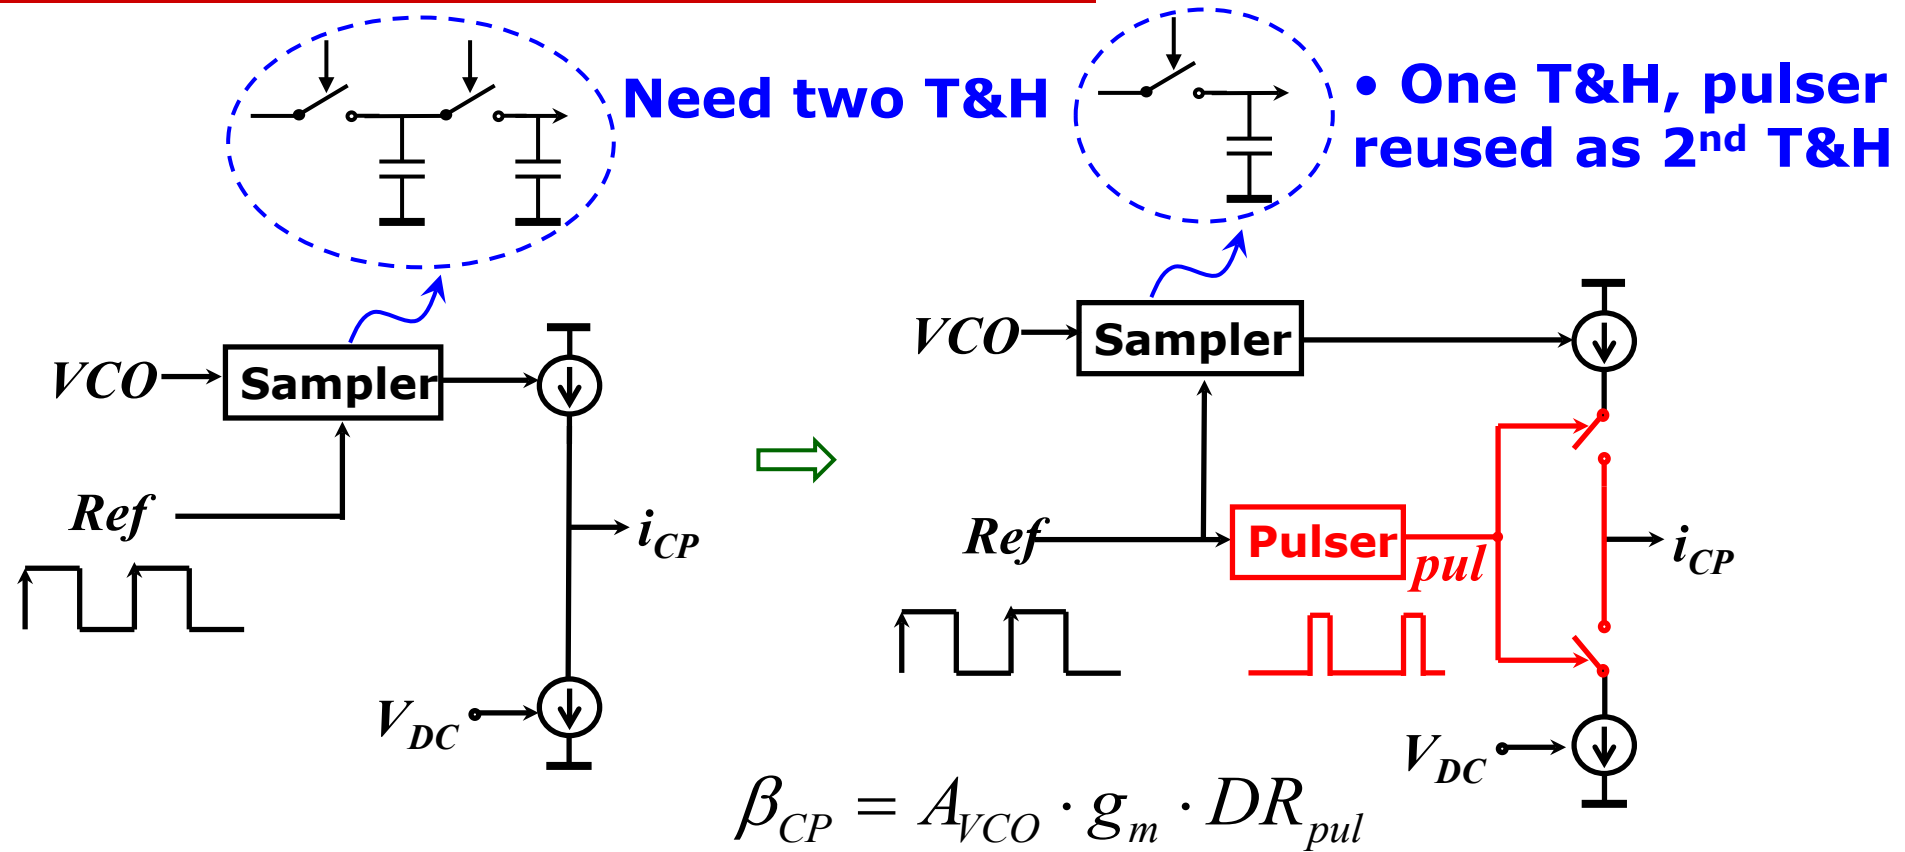 Need two T&H
• One T&H, pulser
reused as 2nd T&H
VCO
Sampler
Ref
iCP
VDC
VCO
Sampler
Ref
Pulser
pul
iCP
VDC
βCP = AVCO · gm · DRpul